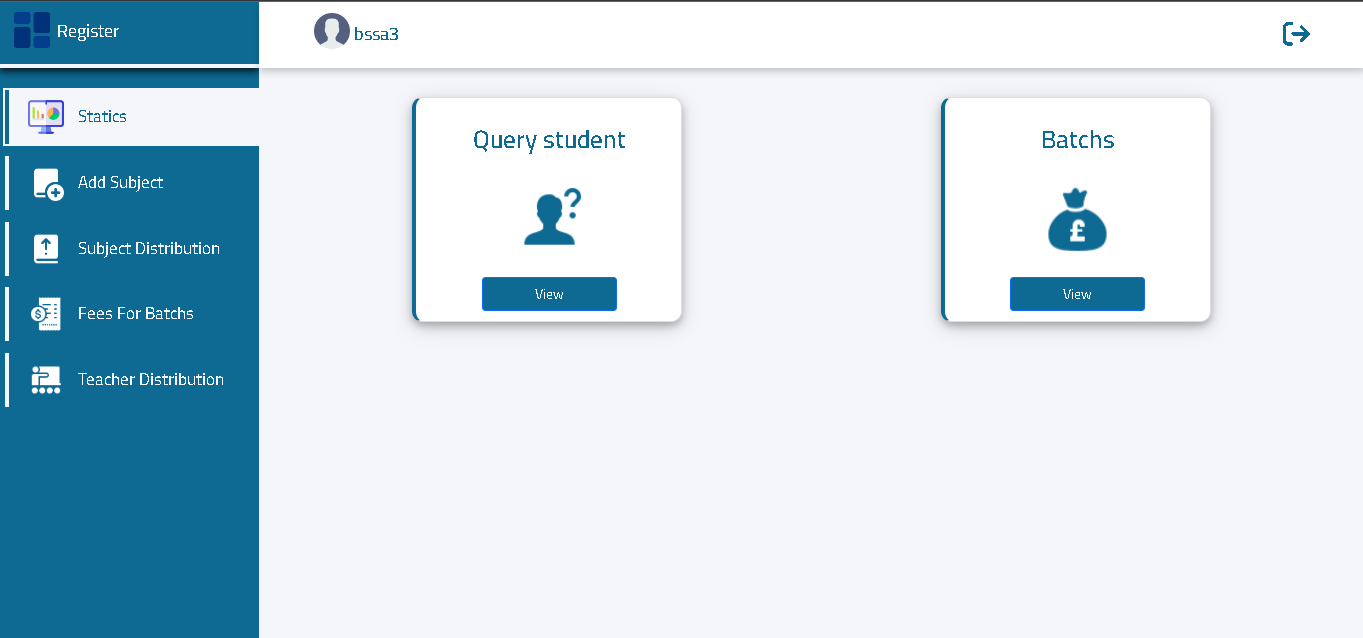 Register
bssa3
Statics
Add Subject
Subject Distribution
Fees For Batchs
Teacher Distribution
Query student
?
View
Batchs
£
View